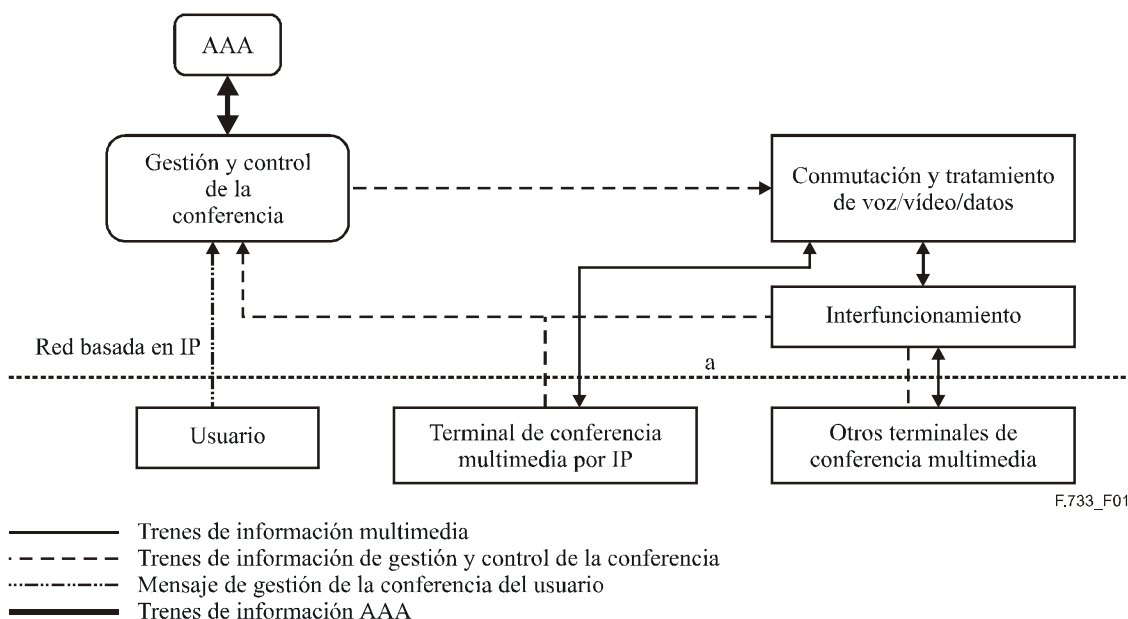 AAA
Gestión y control
de la
conferencia
Conmutación y tratamiento
de voz/vídeo/datos
Interfuncionamiento
Red basada en IP
a
Usuario
Terminal de conferencia
multimedia por IP
Otros terminales de
conferencia multimedia
F.733_F01
Trenes de información multimedia
Trenes de información de gestión y control de la conferencia
Mensaje de gestión de la conferencia del usuario
Trenes de información AAA